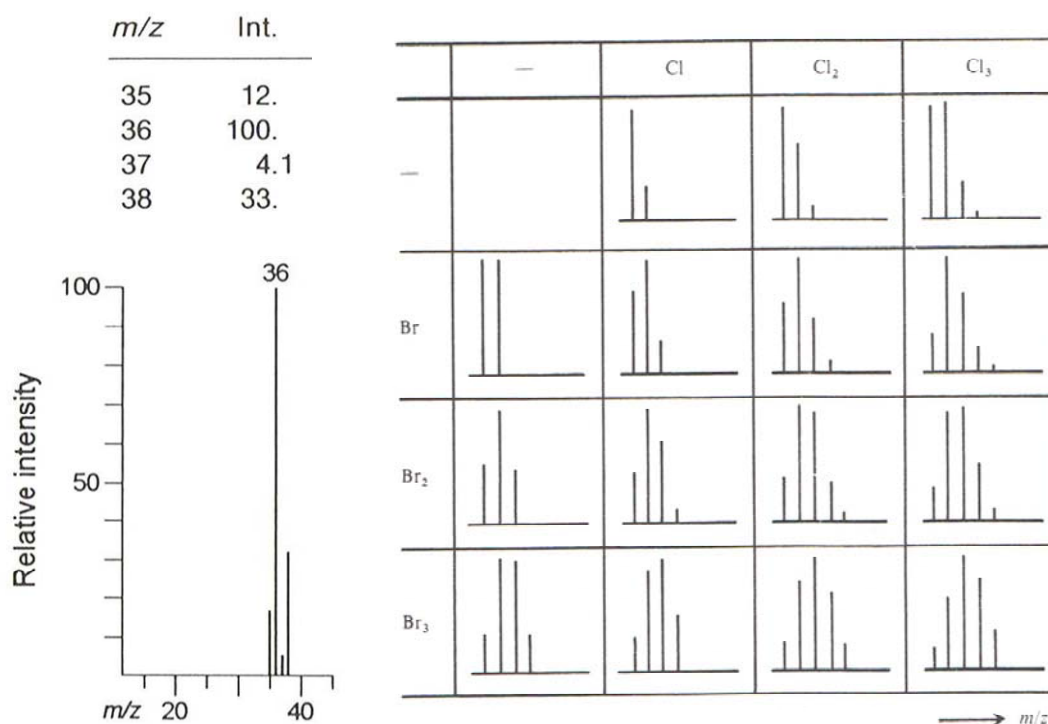 m/z Int.
35 12.
36 100.
37 4.1
38 33.
36
100
50
Relative intensity
m/z 20 40
— Cl Cl₂ Cl₃
—
Br
Br₂
Br₃
m/z